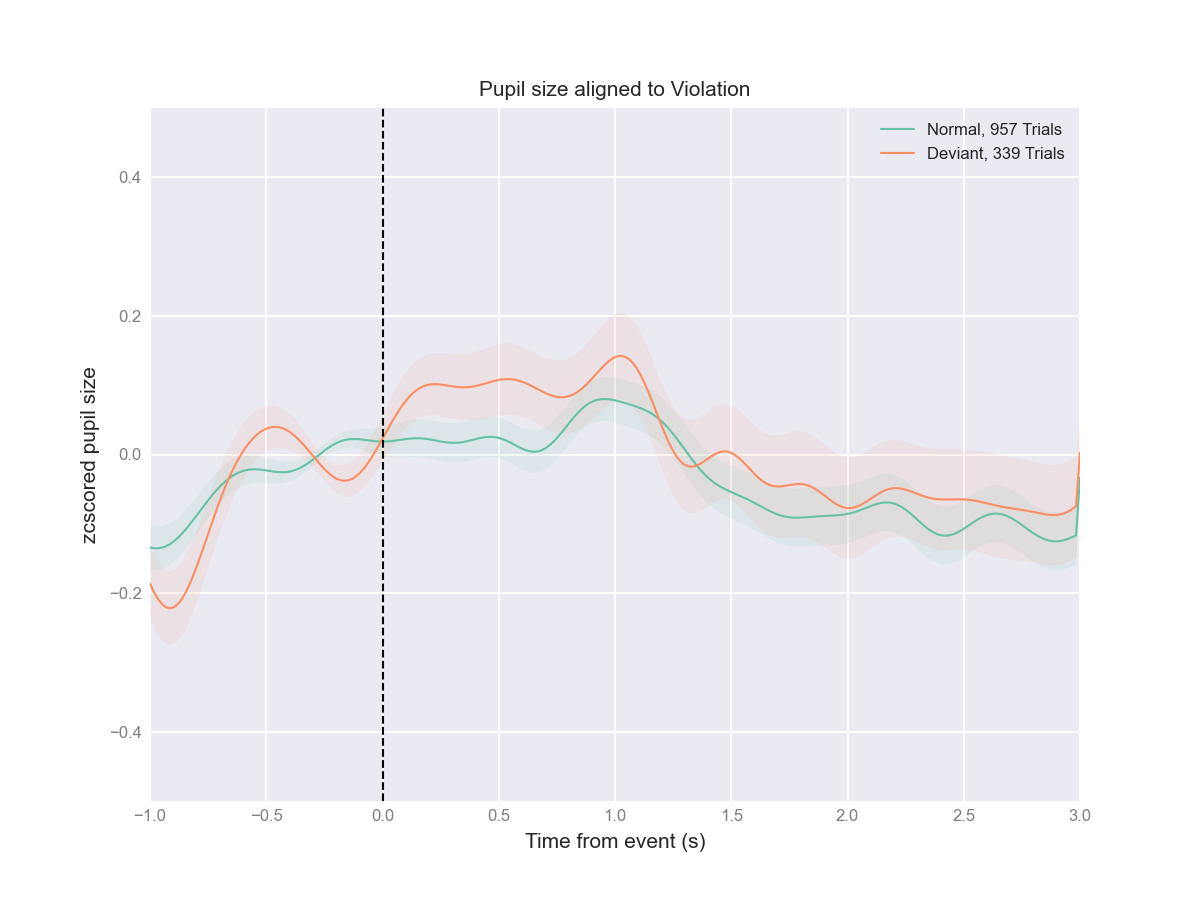 Pupil size aligned to Violation
Normal, 957 Trials
Deviant, 339 Trials
zcscored pupil size
0.4
0.2
0.0
−0.2
−0.4
−1.0 −0.5 0.0 0.5 1.0 1.5 2.0 2.5 3.0
Time from event (s)